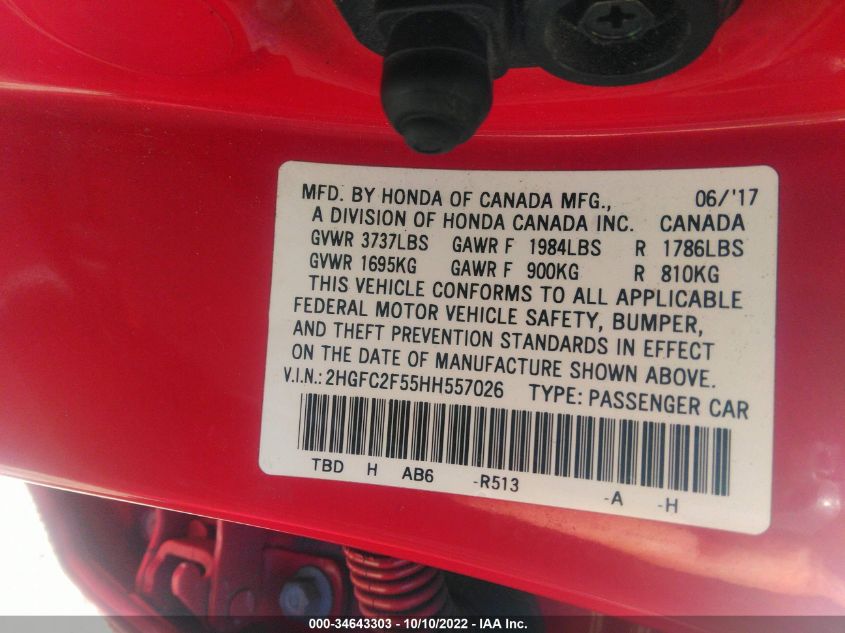 MFD. BY HONDA OF CANADA MFG., 06/'17
A DIVISION OF HONDA CANADA INC. CANADA
GVWR 3737LBS GAWR F 1984LBS R 1786LBS
GVWR 1695KG GAWR F 900KG R 810KG
THIS VEHICLE CONFORMS TO ALL APPLICABLE
FEDERAL MOTOR VEHICLE SAFETY, BUMPER,
AND THEFT PREVENTION STANDARDS IN EFFECT
ON THE DATE OF MANUFACTURE SHOWN ABOVE.
V.I.N.: 2HGFC2F55HH557026 TYPE: PASSENGER CAR
TBD H AB6 -R513 -A -H
000-34643303 - 10/10/2022 - IAA Inc.